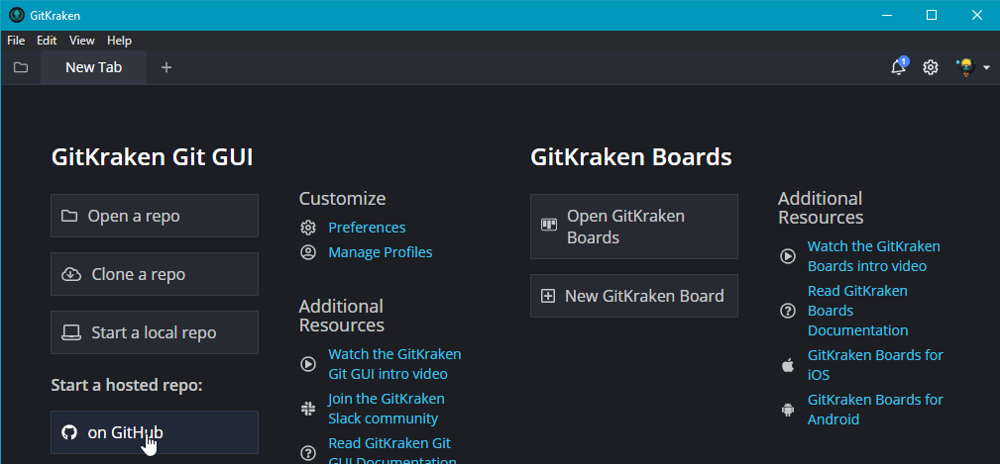 GitKraken
File Edit View Help
New Tab
1
GitKraken Git GUI
Open a repo
Clone a repo
Start a local repo
Start a hosted repo:
on GitHub
Customize
Preferences
Manage Profiles
Additional
Resources
Watch the GitKraken
Git GUI intro video
Join the GitKraken
Slack community
Read GitKraken Git
GUI Documentation
GitKraken Boards
Open GitKraken
Boards
New GitKraken Board
Additional
Resources
Watch the GitKraken
Boards intro video
Read GitKraken
Boards
Documentation
GitKraken Boards for
iOS
GitKraken Boards for
Android